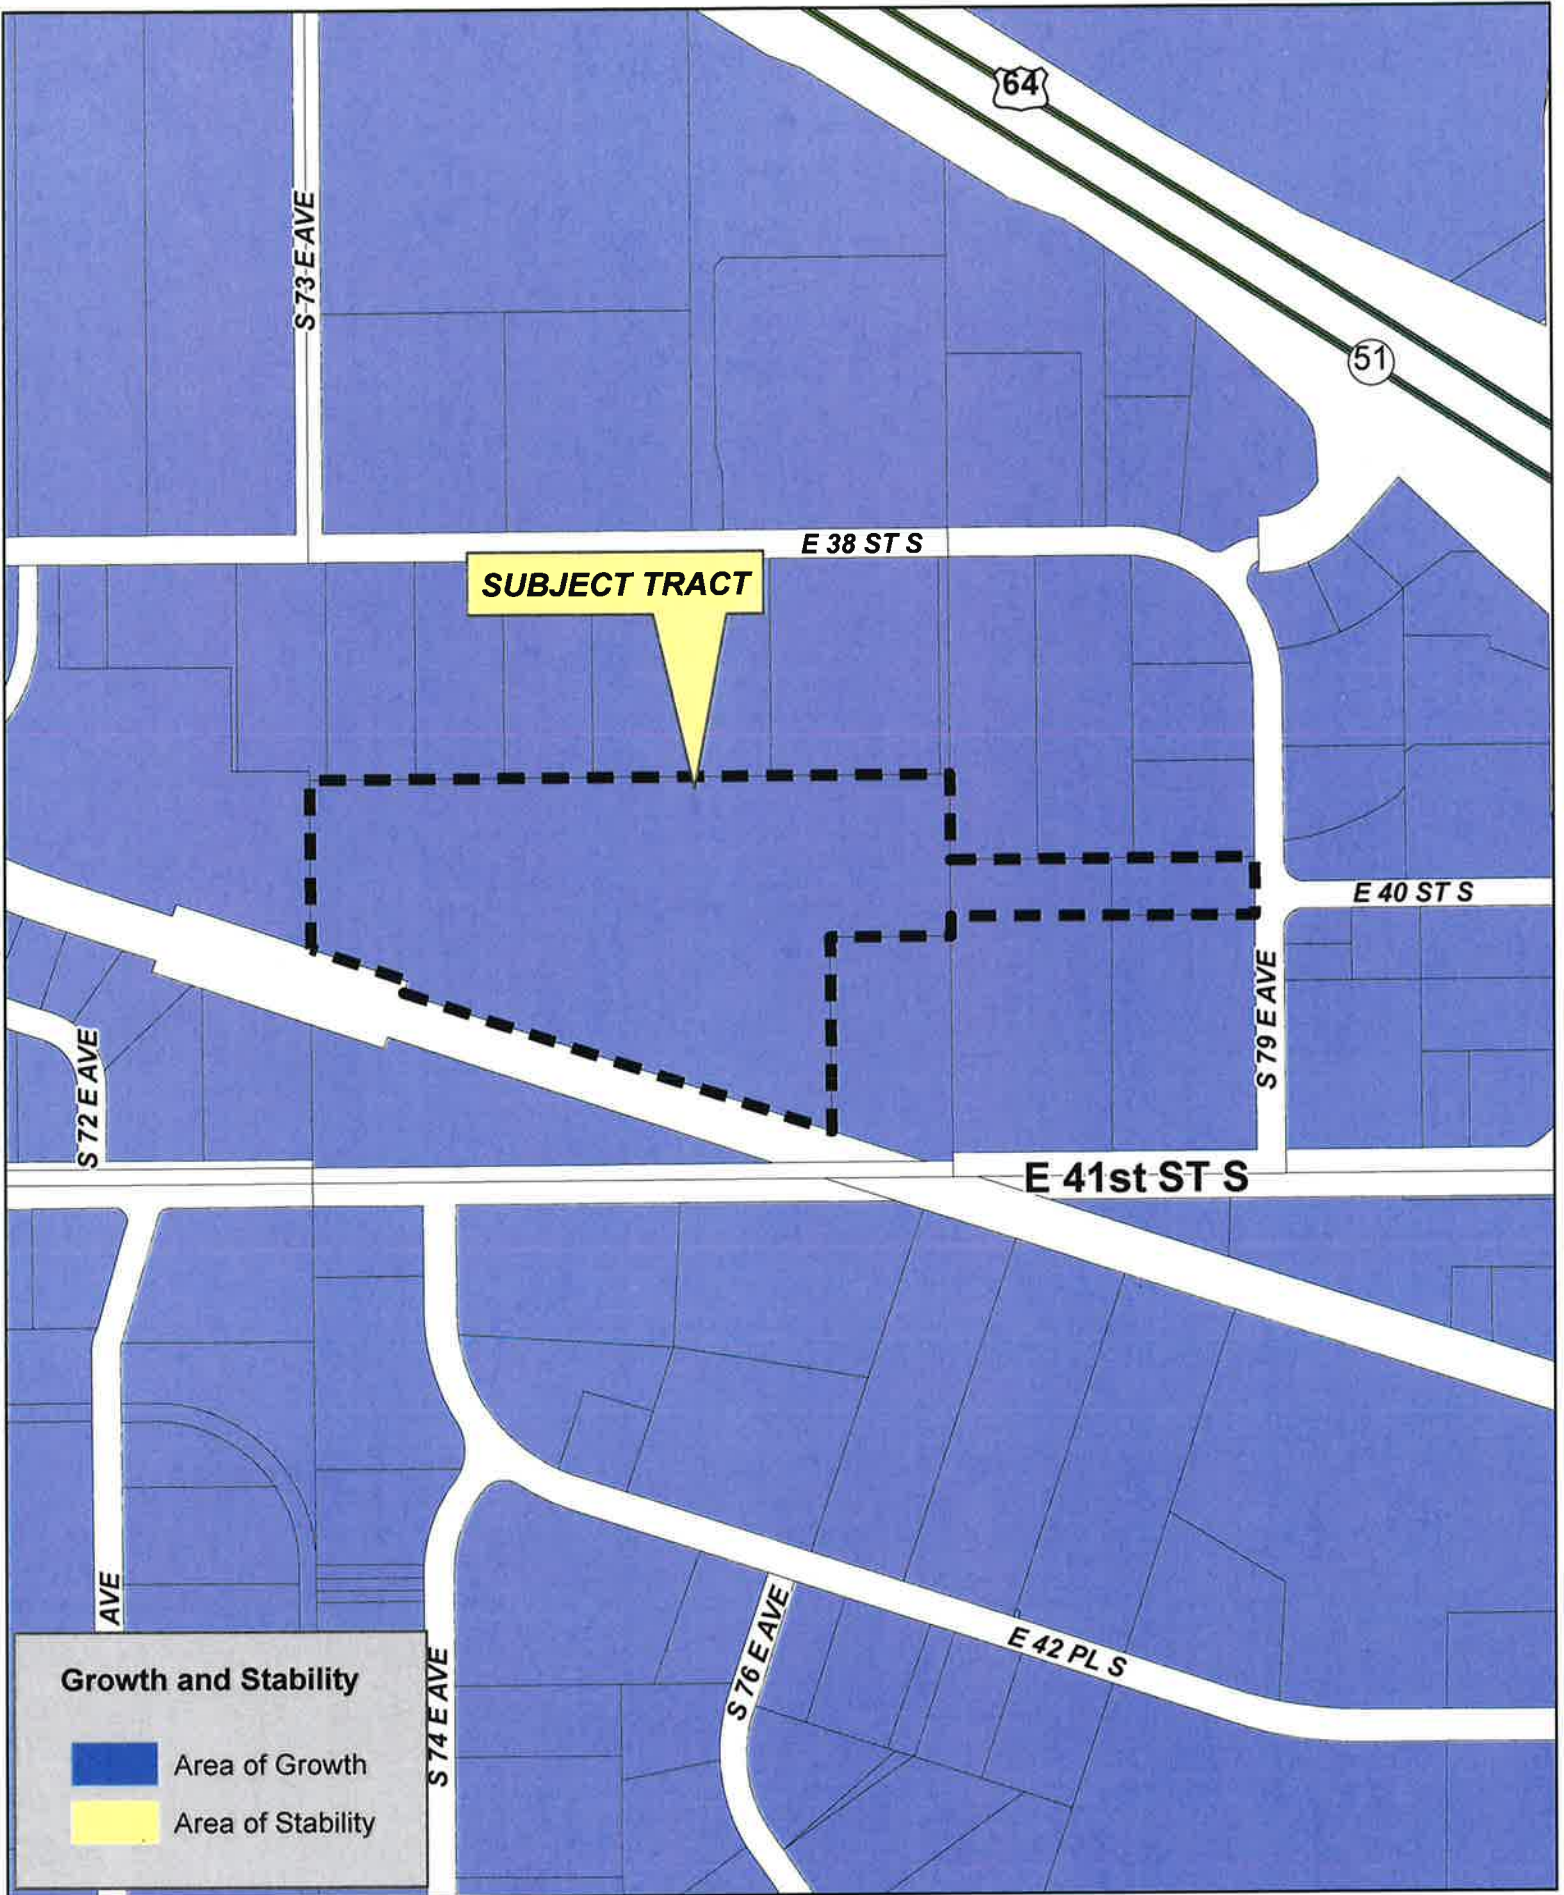 64
S 73 E AVE
51
E 38 ST S
SUBJECT TRACT
E 40 ST S
S 79 E AVE
S 72 E AVE
E 41st ST S
AVE
S 74 E AVE
S 76 E AVE
E 42 PL S
Growth and Stability
Area of Growth
Area of Stability